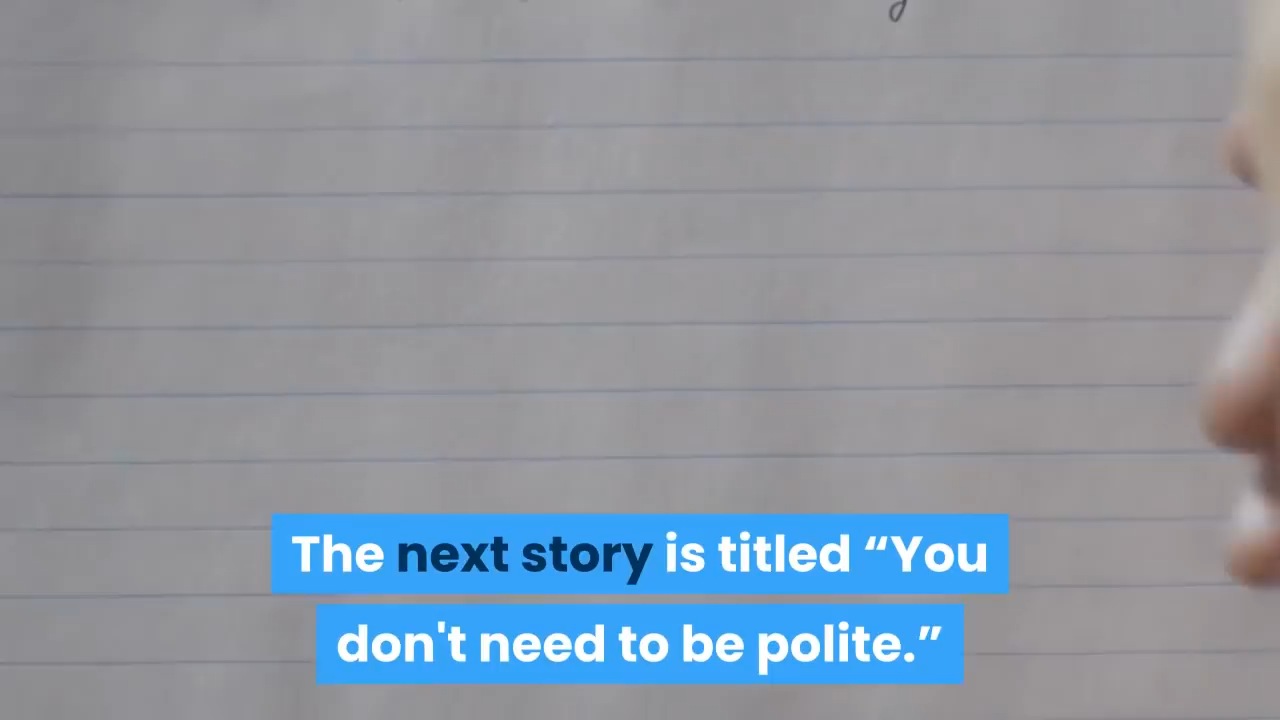 The next story is titled “You
don't need to be polite.”